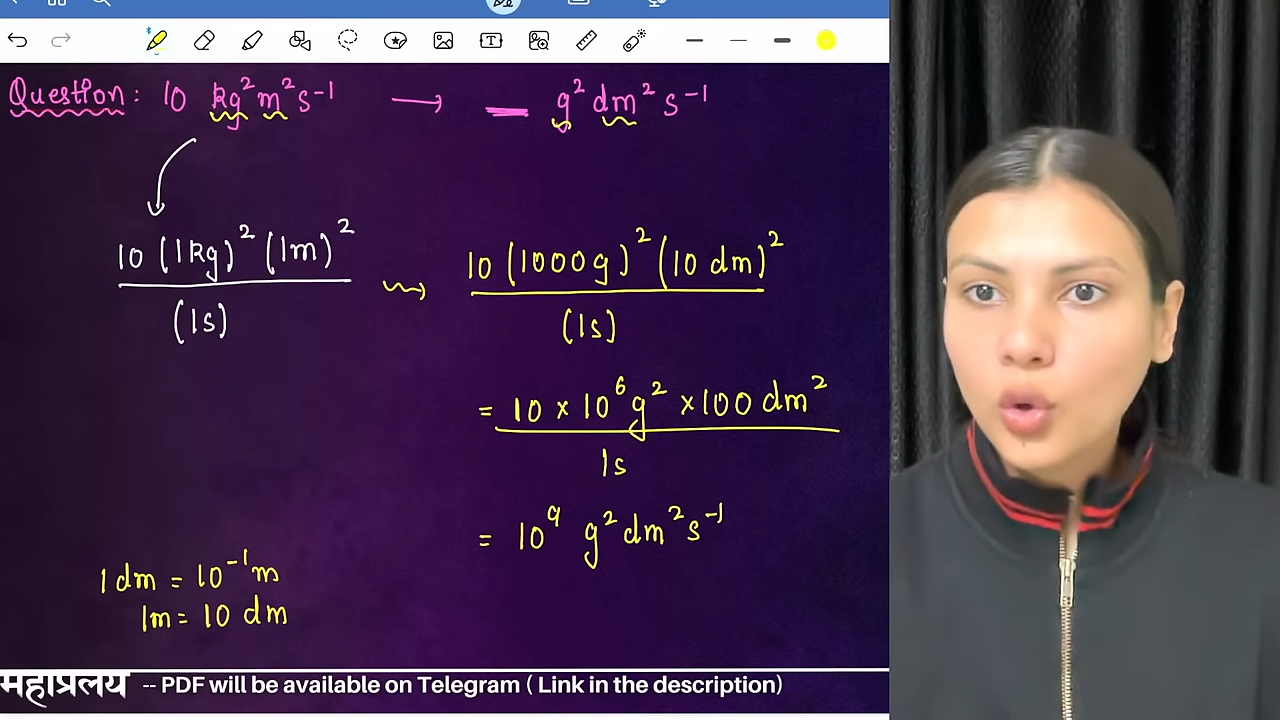 Question: 10 kg² m² s⁻¹ → __ g² dm² s⁻¹
10 (1kg)² (1m)²
(1s)
10 (1000g)² (10 dm)²
(1s)
= 10 × 10⁶ g² × 100 dm²
1s
= 10⁹ g² dm² s⁻¹
1 dm = 10⁻¹ m
1m = 10 dm
महाप्रलय -- PDF will be available on Telegram ( Link in the description)